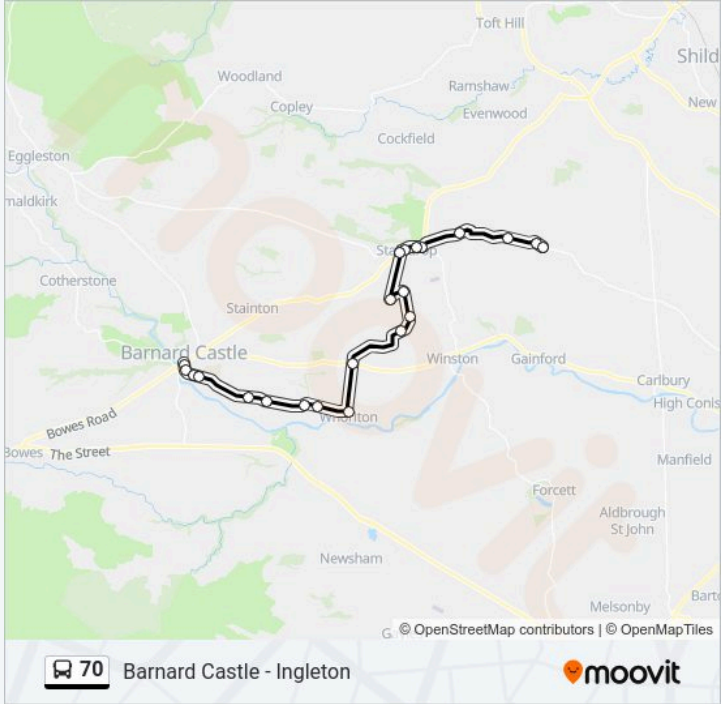 Toft Hill
Shild
Woodland
Ramshaw
New
Copley
Evenwood
Cockfield
Eggleston
naldkirk
Cotherstone
Stainton
Barnard Castle
Winston
Gainford
Carlbury
High Conis
Whorlton
Bowes Road
Bowes
The Street
Manfield
Forcett
Aldbrough
St John
Newsham
Melsonby
Bart
moovit
© OpenStreetMap contributors | © OpenMapTiles
70 Barnard Castle - Ingleton
moovit